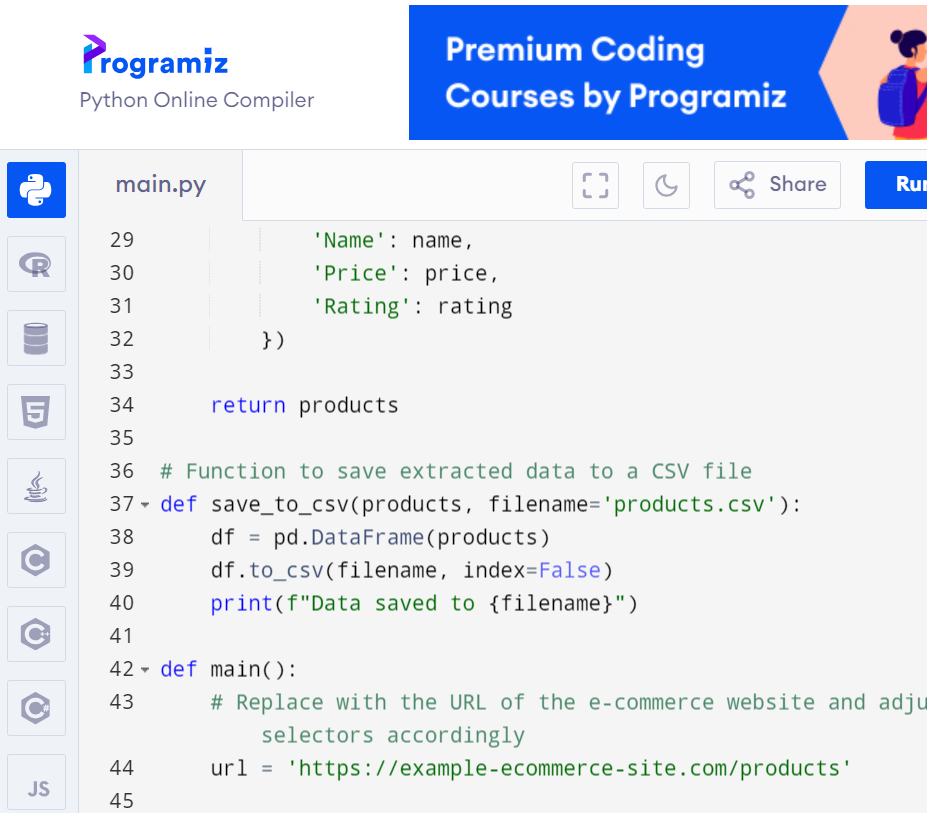 Programiz
Python Online Compiler
Premium Coding
Courses by Programiz
main.py
Share
Run
29 'Name': name,
30 'Price': price,
31 'Rating': rating
32 })
33
34 return products
35
36 # Function to save extracted data to a CSV file
37 def save_to_csv(products, filename='products.csv'):
38 df = pd.DataFrame(products)
39 df.to_csv(filename, index=False)
40 print(f"Data saved to {filename}")
41
42 def main():
43 # Replace with the URL of the e-commerce website and adju
selectors accordingly
44 url = 'https://example-ecommerce-site.com/products'
45
R
5
C
C++
C#
JS